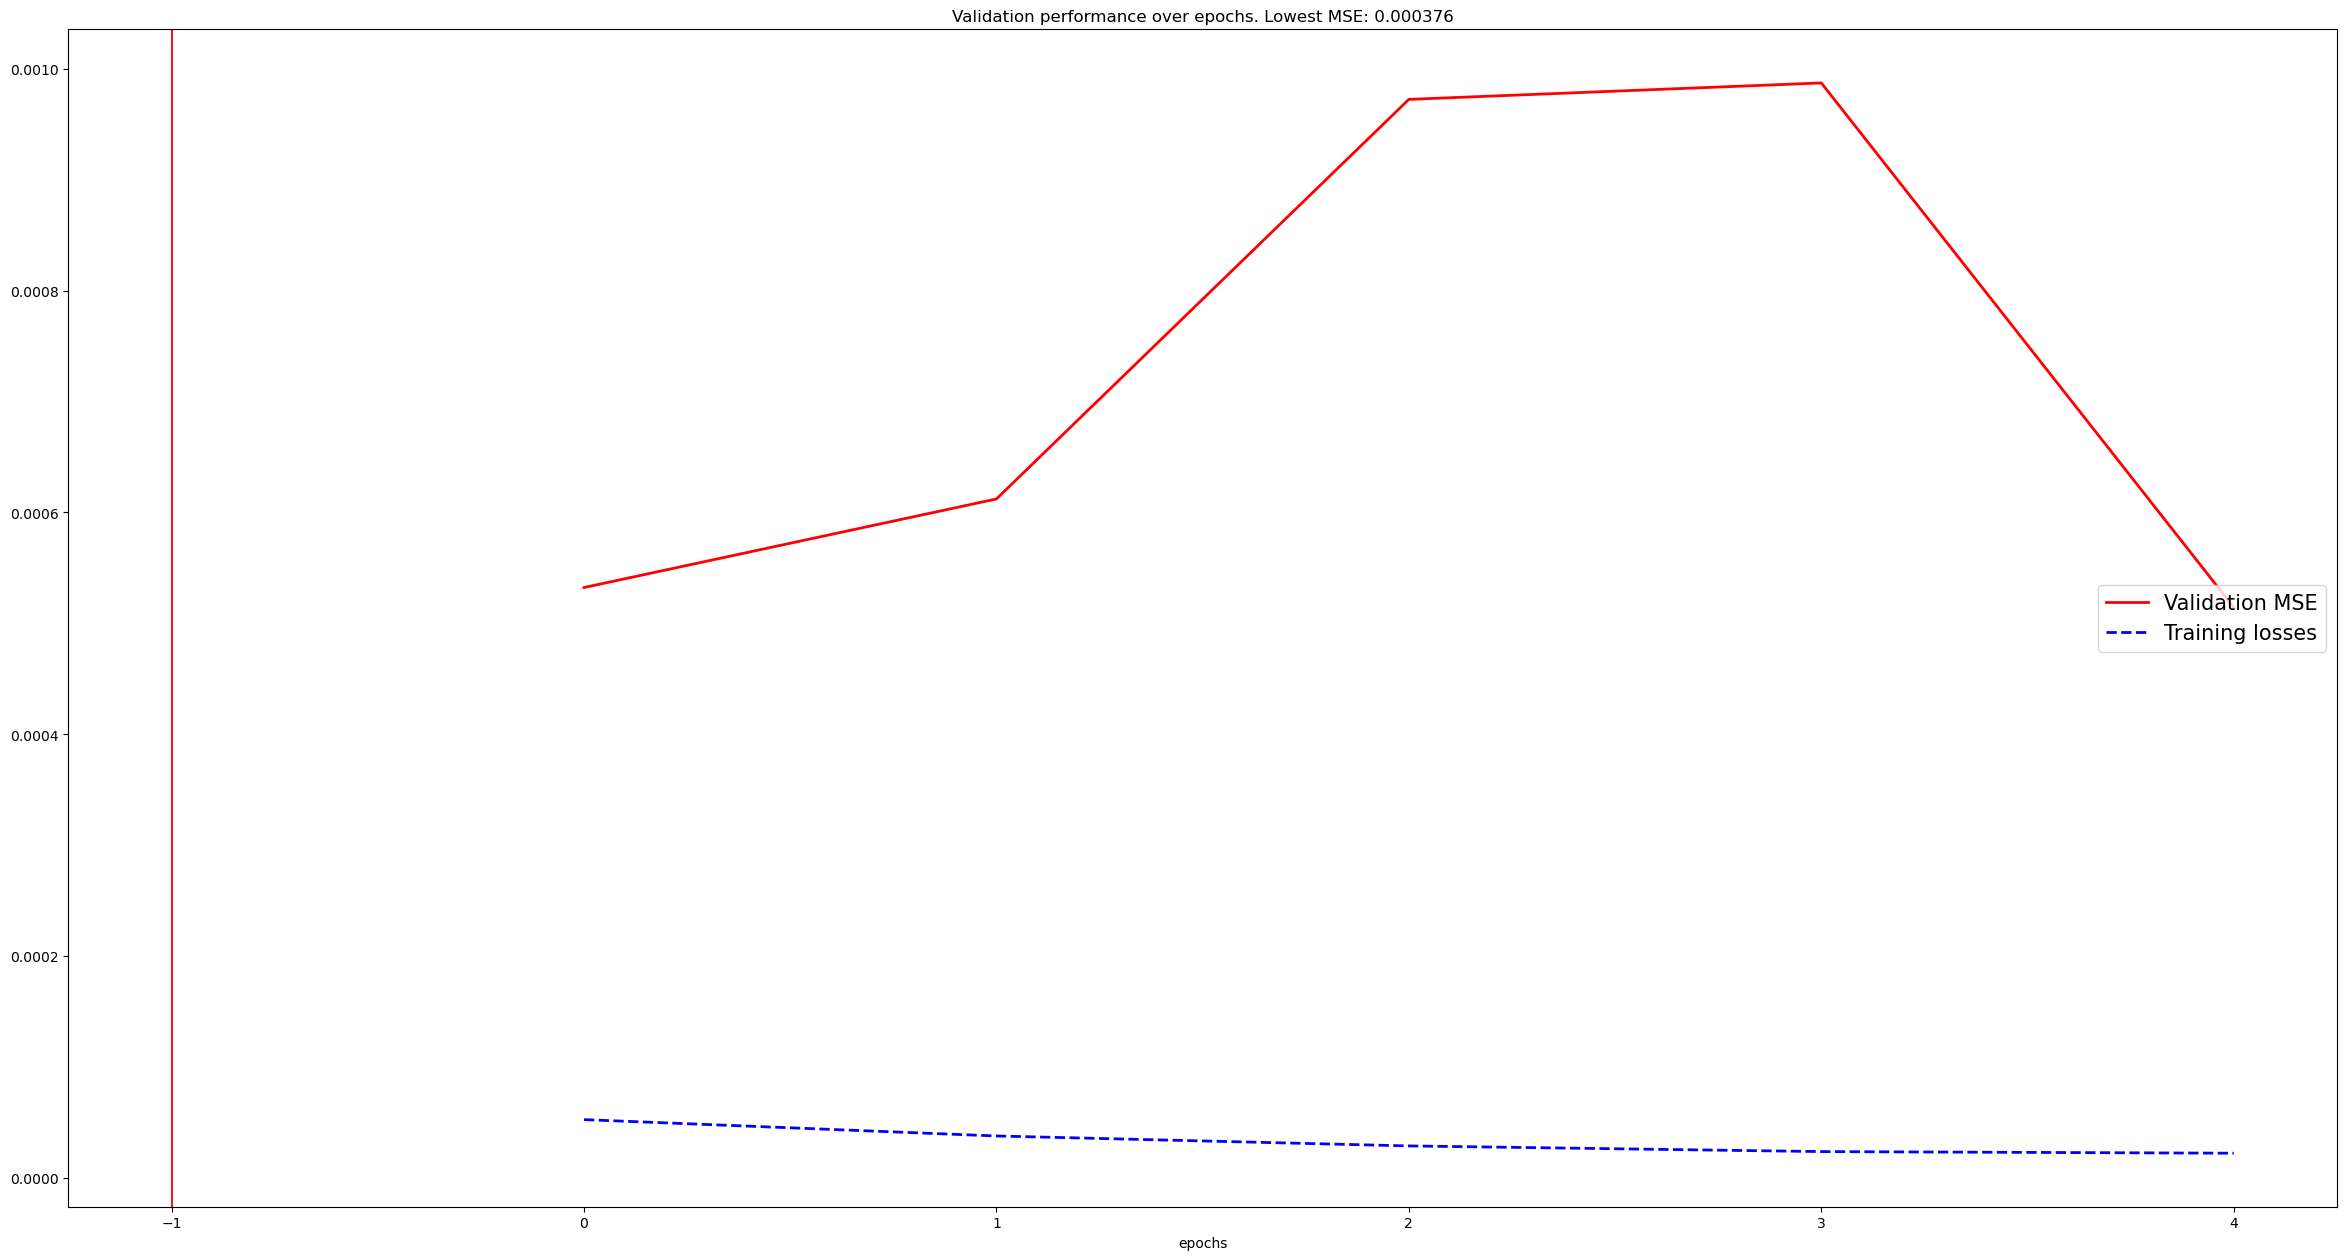 Validation performance over epochs. Lowest MSE: 0.000376
0.0010
0.0008
0.0006
0.0004
0.0002
0.0000
Validation MSE
Training losses
−1 0 1 2 3 4
epochs